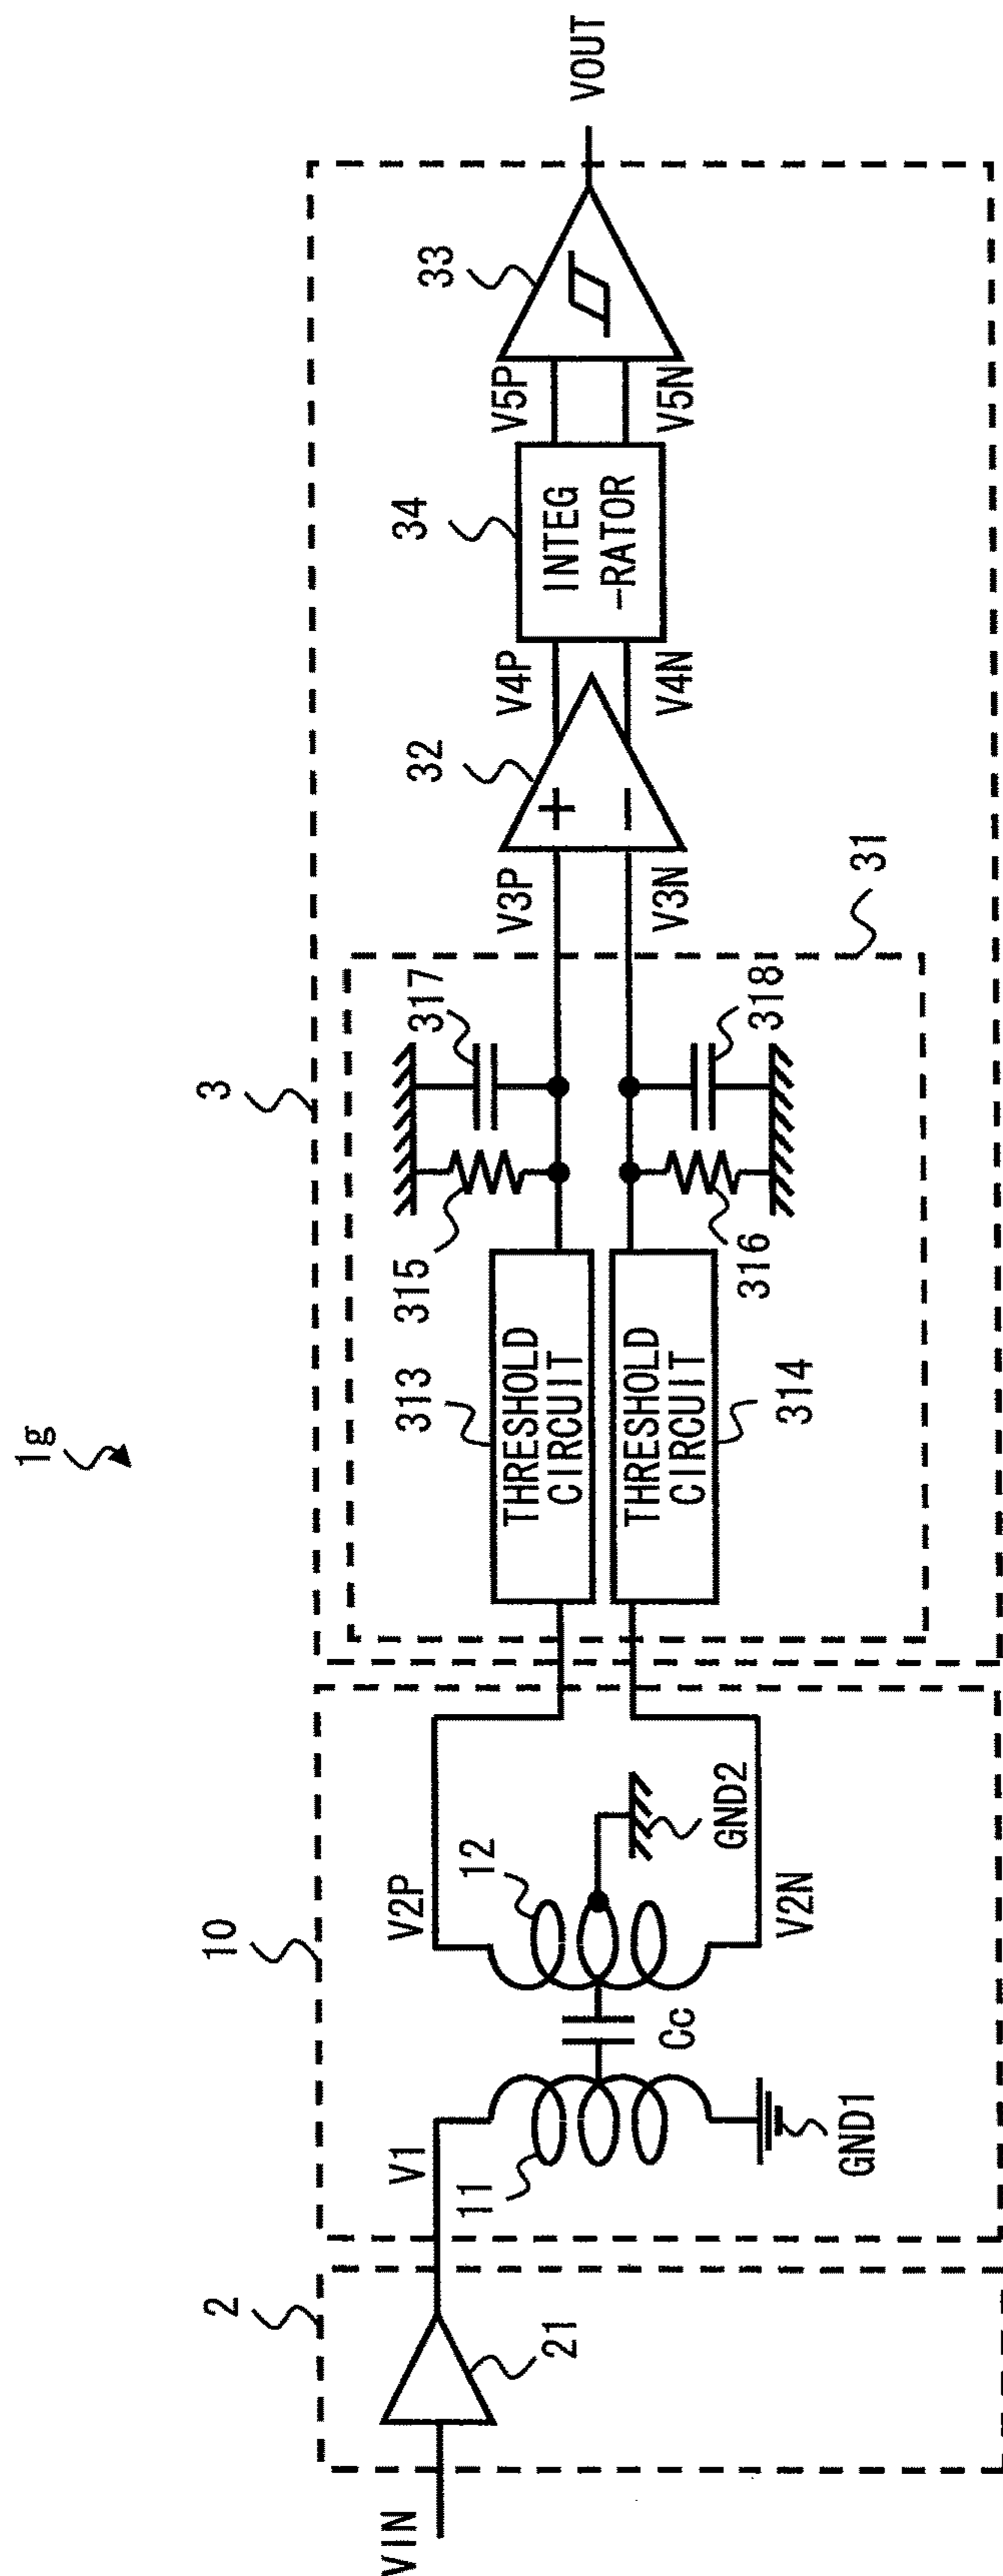 1g
2
10
3
VIN
21
V1
11
GND1
Cc
12
V2P
V2N
GND2
313
THRESHOLD
CIRCUIT
THRESHOLD
CIRCUIT
314
315
316
317
318
31
V3P
V3N
32
V4P
V4N
34
INTEG
-RATOR
V5P
V5N
33
VOUT